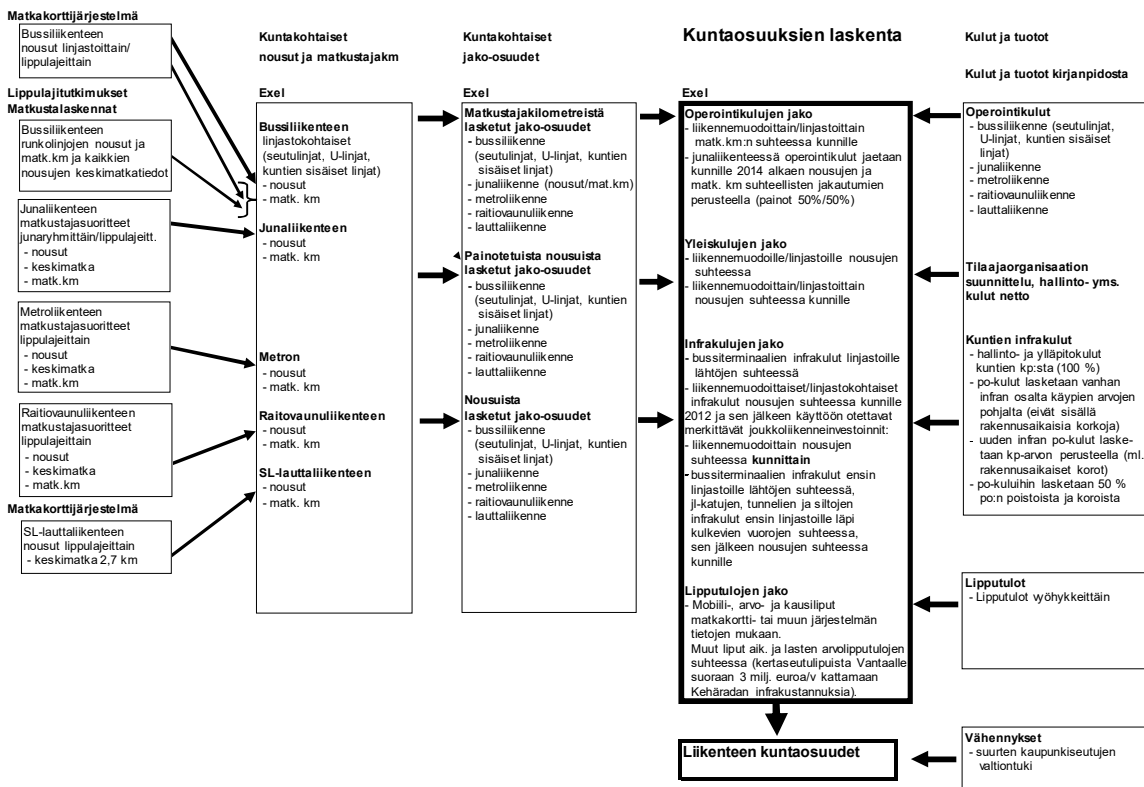 Matkakorttijärjestelmä
Bussiliikenteen
nousut linjastoittain/
lippulajeittain
Lippulajitutkimukset
Matkustalaskennat
Bussiliikenteen
runkolinjojen nousut ja
matk.km ja kaikkien
nousujen keskimatkatiedot
Junaliikenteen
matkustajasuoritteet
junaryhmittäin/lippulajeitt.
- nousut
- keskimatka
- matk.km
Metroliikenteen
matkustajasuoritteet
lippulajeittain
- nousut
- keskimatka
- matk.km
Raitiovaunuliikenteen
matkustajasuoritteet
lippulajeittain
- nousut
- keskimatka
- matk.km
Matkakorttijärjestelmä
SL-lauttaliikenteen
nousut lippulajeittain
- keskimatka 2,7 km
Kuntakohtaiset
nousut ja matkustajakm
Exel
Bussiliikenteen
linjastokohtaiset
(seutulinjat, U-linjat,
kuntien sisäiset linjat)
- nousut
- matk. km
Junaliikenteen
- nousut
- matk. km
Metron
- nousut
- matk. km
Raitovaunuliikenteen
- nousut
- matk. km
SL-lauttaliikenteen
- nousut
- matk. km
Kuntakohtaiset
jako-osuudet
Exel
Matkustajakilometreistä
lasketut jako-osuudet
- bussiliikenne
(seutulinjat, U-linjat, kuntien
sisäiset linjat)
- junaliikenne (nousut/mat.km)
- metroliikenne
- raitiovaunuliikenne
- lauttaliikenne
Painotetuista nousuista
lasketut jako-osuudet
- bussiliikenne
(seutulinjat, U-linjat, kuntien
sisäiset linjat)
- junaliikenne
- metroliikenne
- raitiovaunuliikenne
- lauttaliikenne
Nousuista
lasketut jako-osuudet
- bussiliikenne
(seutulinjat, U-linjat, kuntien
sisäiset linjat)
- junaliikenne
- metroliikenne
- raitiovaunuliikenne
- lauttaliikenne
Kuntaosuuksien laskenta
Exel
Operointikulujen jako
- liikennemuodoittain/linjastoittain
matk.km:n suhteessa kunnille
- junaliikenteessä operointikulut jaetaan
kunnille 2014 alkaen nousujen ja
matk. km suhteellisten jakautumien
perusteella (painot 50%/50%)
Yleiskulujen jako
- liikennemuodoille/linjastoille nousujen
suhteessa
- liikennemuodoittain/linjastoittain
nousujen suhteessa kunnille
Infrakulujen jako
- bussiterminaalien infrakulut linjastoille
lähtöjen suhteessä
- liikennemuodoittaiset/linjastokohtaiset
infrakulut nousujen suhteessa kunnille
2012 ja sen jälkeen käyttöön otettavat
merkittävät joukkoliikenneinvestoinnit:
- liikennemuodoittain nousujen
suhteessa kunnittain
- bussiterminaalien infrakulut ensin
linjastoille lähtöjen suhteessä,
jl-katujen, tunnelien ja siltojen
infrakulut ensin linjastoille läpi
kulkevien vuorojen suhteessa,
sen jälkeen nousujen suhteessa
kunnille
Lipputulojen jako
- Mobiili-, arvo- ja kausiliput
matkakortti- tai muun järjestelmän
tietojen mukaan.
Muut liput aik. ja lasten arvolipputulojen
suhteessa (kertaseutulipuista Vantaalle
suoraan 3 milj. euroa/v kattamaan
Kehäradan infrakustannuksia).
Liikenteen kuntaosuudet
Kulut ja tuotot
Kulut ja tuotot kirjanpidosta
Operointikulut
- bussiliikenne (seutulinjat,
U-linjat, kuntien sisäiset
linjat)
- junaliikenne
- metroliikenne
- raitiovaunuliikenne
- lauttaliikenne
Tilaajaorganisaation
suunnittelu, hallinto- yms.
kulut netto
Kuntien infrakulut
- hallinto- ja ylläpitokulut
kuntien kp:sta (100 %)
- po-kulut lasketaan vanhan
infran osalta käypien arvojen
pohjalta (eivät sisällä
rakennusaikaisia korkoja)
- uuden infran po-kulut laske-
taan kp-arvon perusteella (ml.
rakennusaikaiset korot)
- po-kuluihin lasketaan 50 %
po:n poistoista ja koroista
Lipputulot
- Lipputulot vyöhykkeittäin
Vähennykset
- suurten kaupunkiseutujen
valtiontuki